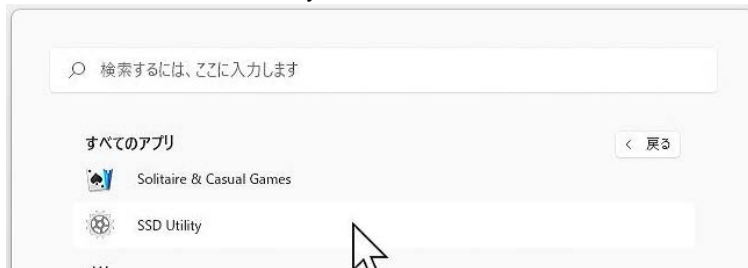 検索するには、ここに入力します
すべてのアプリ
< 戻る
Solitaire & Casual Games
SSD Utility